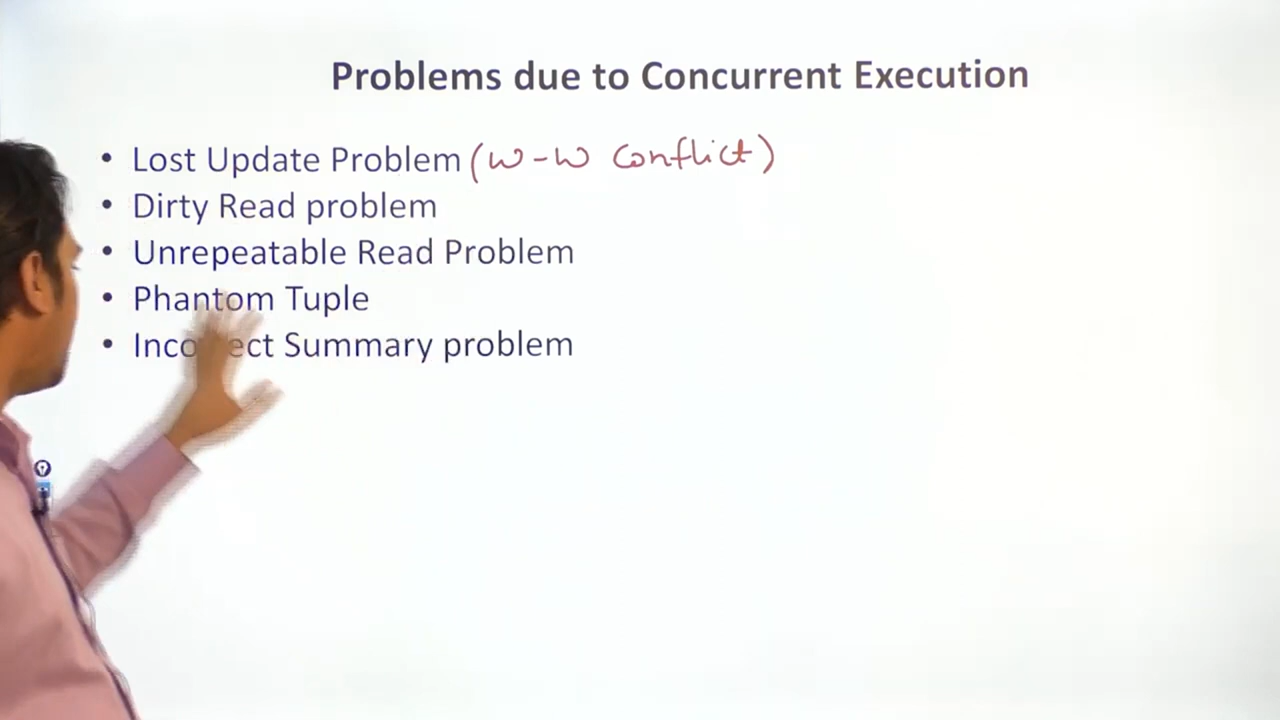 Problems due to Concurrent Execution
• Lost Update Problem (W-W Conflict)
• Dirty Read problem
• Unrepeatable Read Problem
• Phantom Tuple
• Incorrect Summary problem